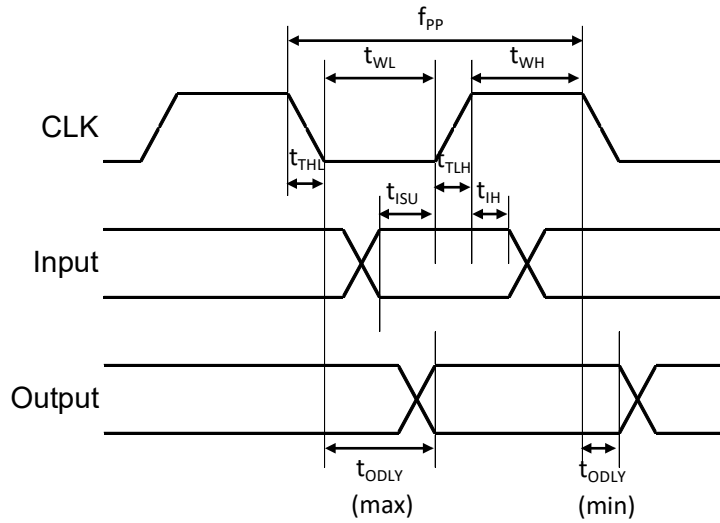 fPP
tWL
tWH
CLK
tTHL
tTLH
tISU
tIH
Input
Output
tODLY
(max)
tODLY
(min)